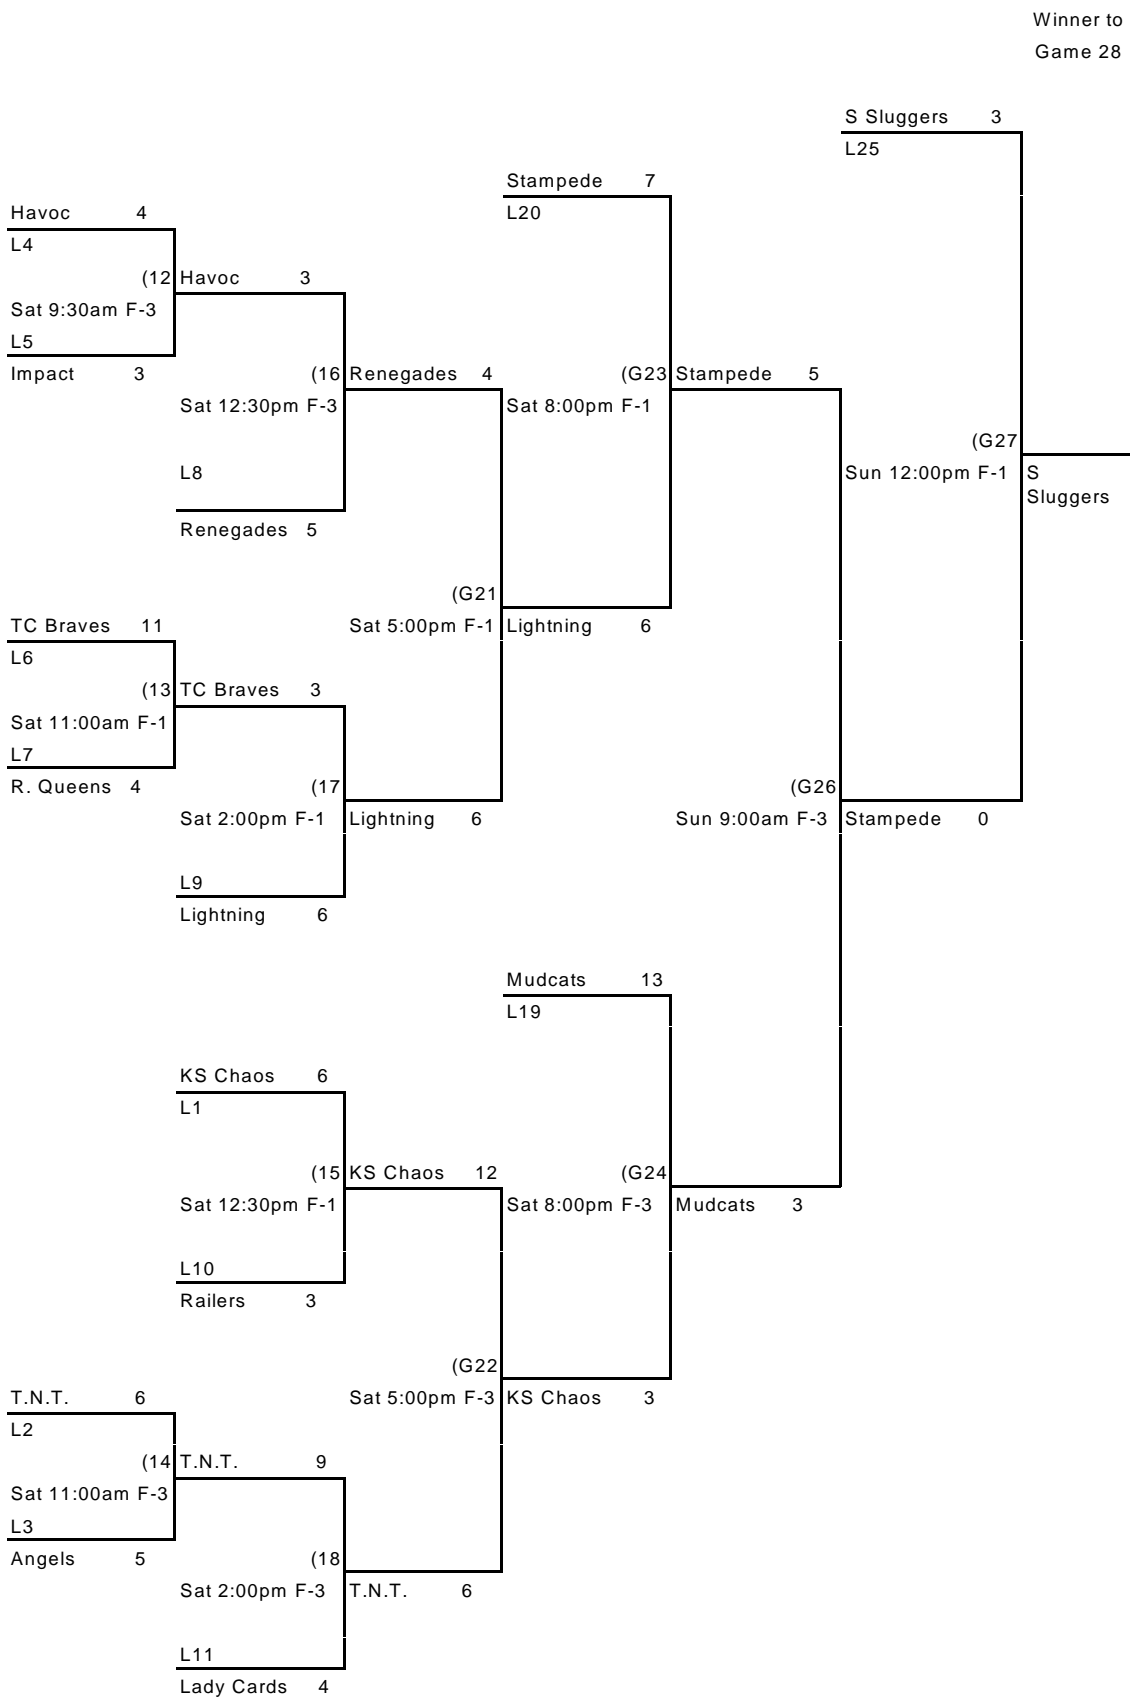 Winner to
Game 28
S Sluggers 3
L25
Stampede 7
L20
Havoc 4
L4
(12 Havoc 3
Sat 9:30am F-3
L5
Impact 3
(16 Renegades 4
(G23 Stampede 5
Sat 12:30pm F-3
Sat 8:00pm F-1
(G27
L8
Sun 12:00pm F-1
S
Sluggers
Renegades 5
(G21
TC Braves 11
Sat 5:00pm F-1
Lightning 6
L6
(13 TC Braves 3
Sat 11:00am F-1
L7
R. Queens 4
(17
(G26
Sat 2:00pm F-1
Lightning 6
Sun 9:00am F-3
Stampede 0
L9
Lightning 6
Mudcats 13
L19
KS Chaos 6
L1
(15 KS Chaos 12
(G24
Sat 12:30pm F-1
Sat 8:00pm F-3
Mudcats 3
L10
Railers 3
(G22
T.N.T. 6
Sat 5:00pm F-3
KS Chaos 3
L2
(14 T.N.T. 9
Sat 11:00am F-3
L3
Angels 5
(18
Sat 2:00pm F-3
T.N.T. 6
L11
Lady Cards 4